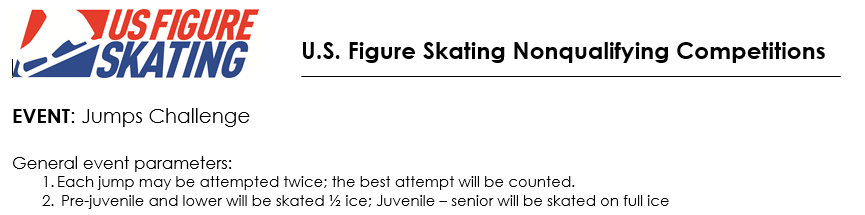 US FIGURE
SKATING
U.S. Figure Skating Nonqualifying Competitions
EVENT: Jumps Challenge
General event parameters:
1. Each jump may be attempted twice; the best attempt will be counted.
2. Pre-juvenile and lower will be skated ½ ice; Juvenile – senior will be skated on full ice